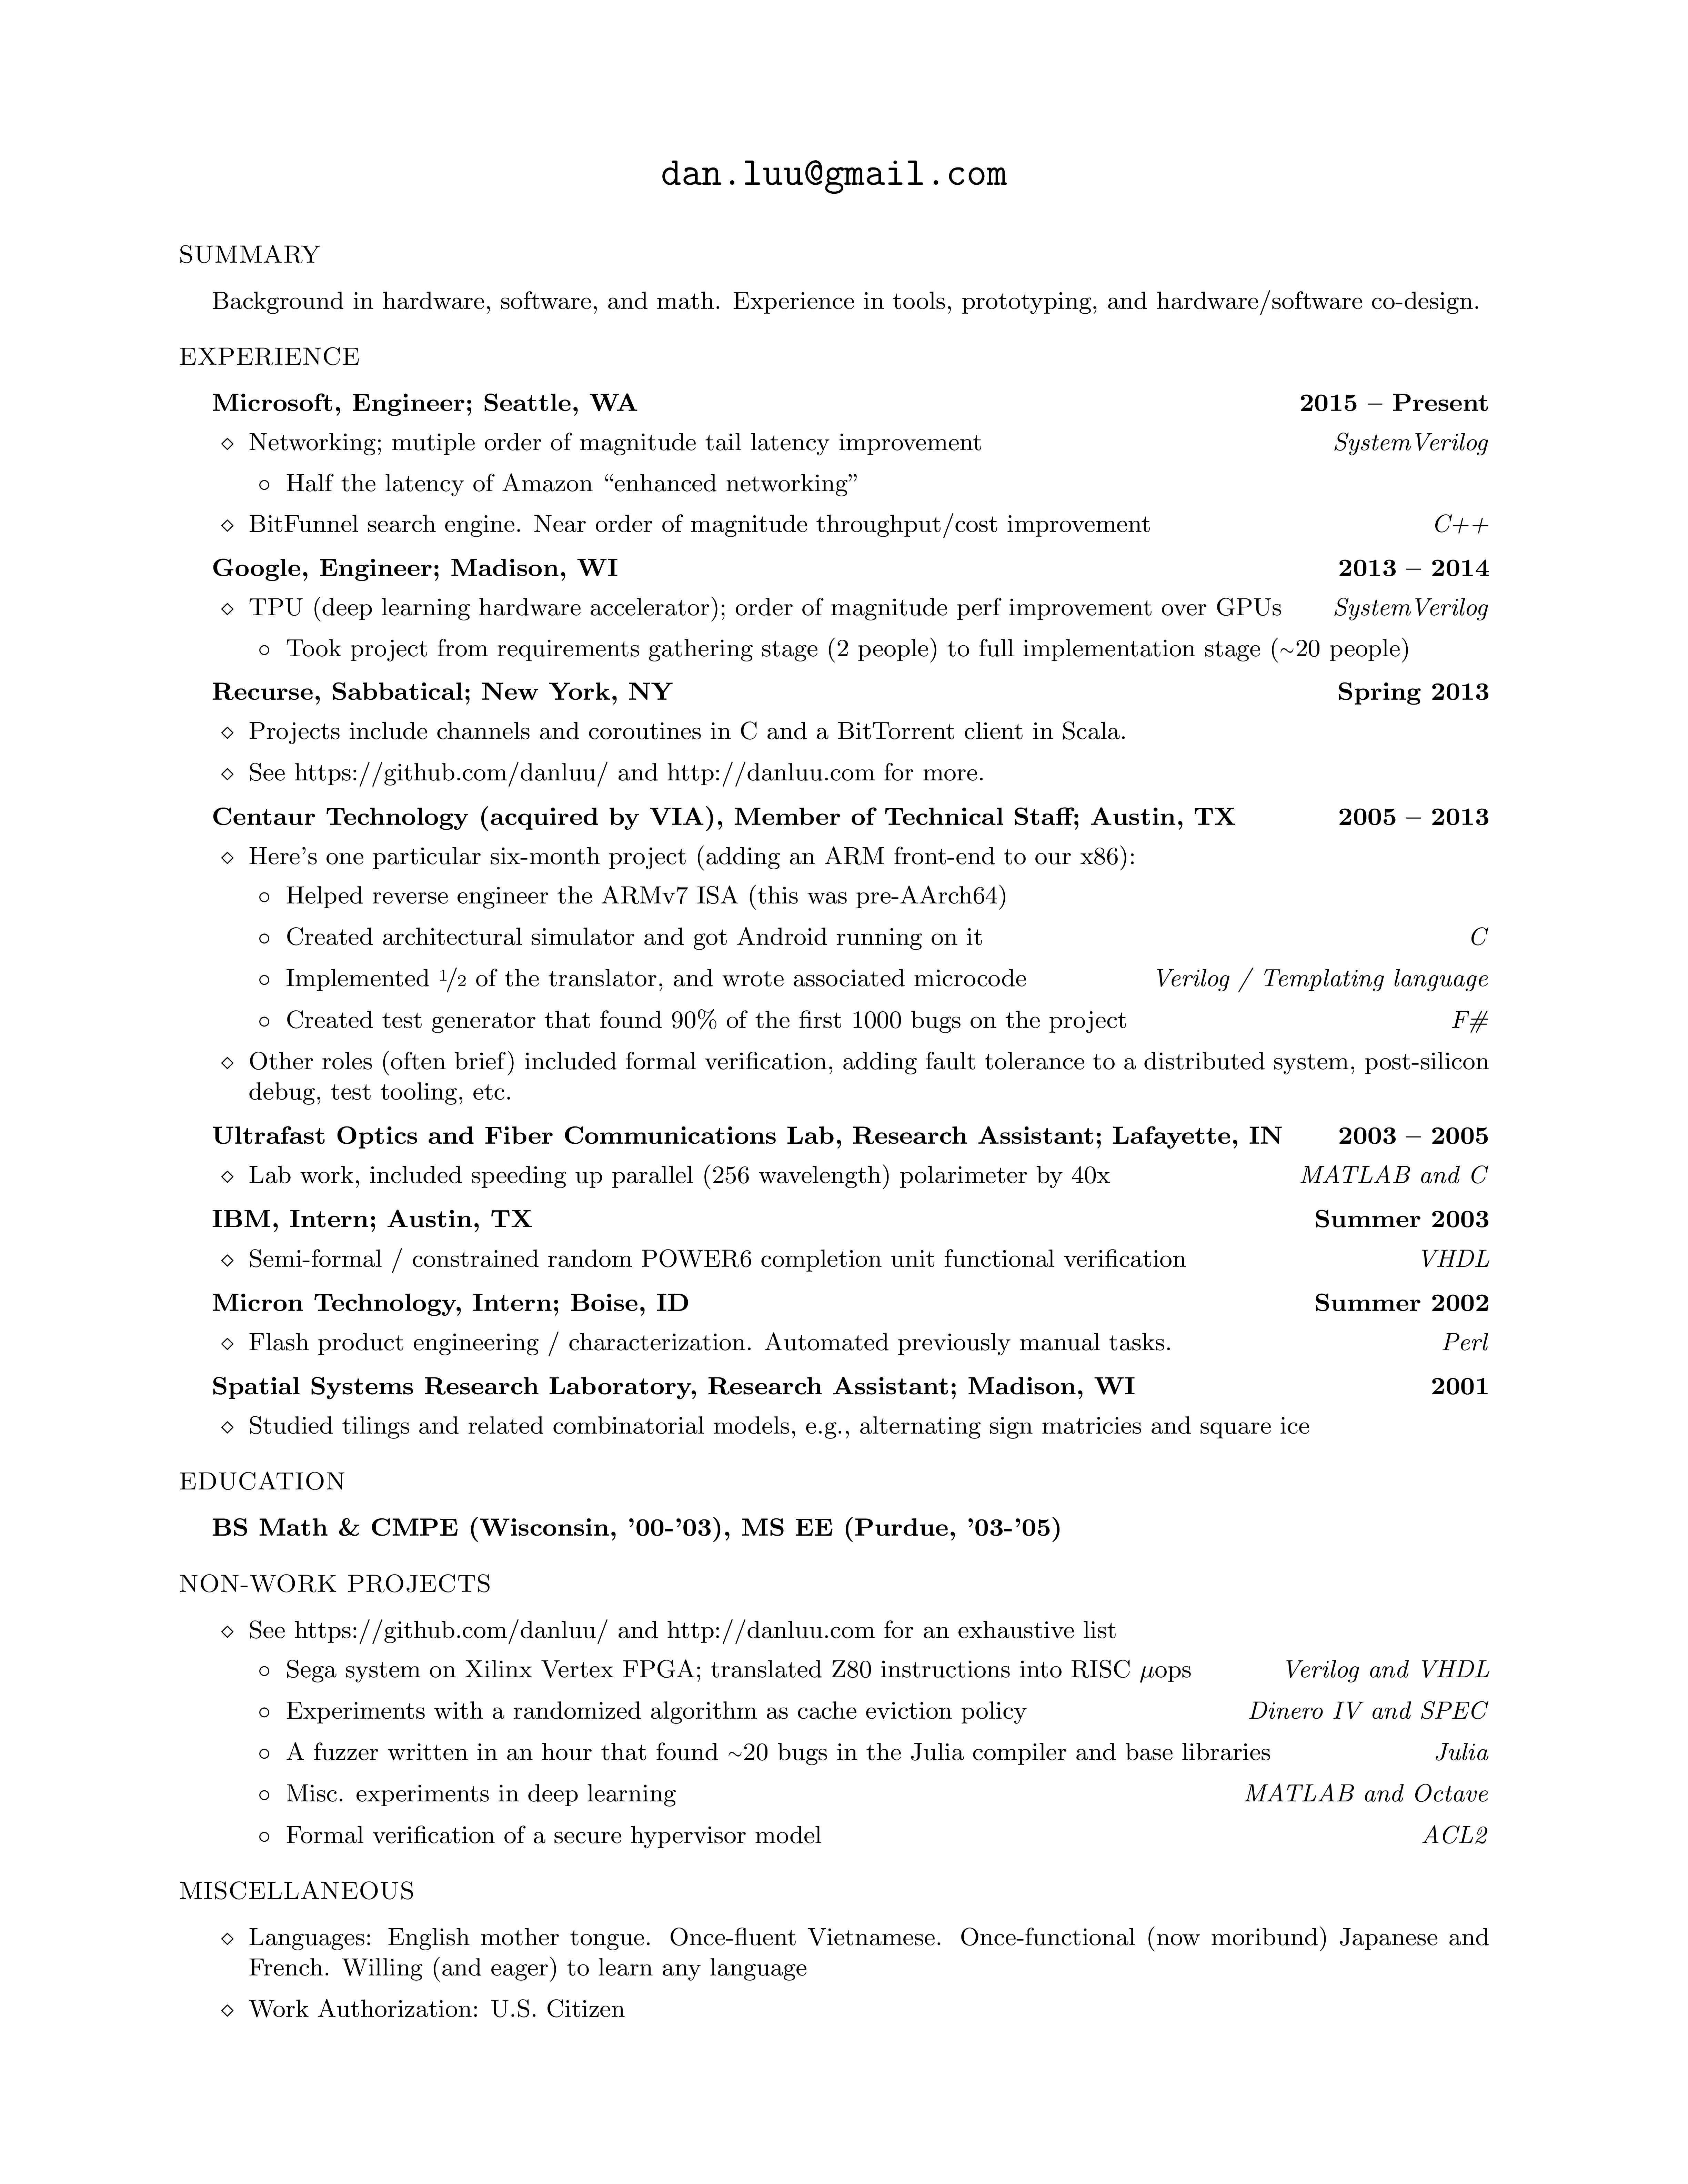 dan.luu@gmail.com
SUMMARY
Background in hardware, software, and math. Experience in tools, prototyping, and hardware/software co-design.
EXPERIENCE
Microsoft, Engineer; Seattle, WA 2015 – Present
⋄ Networking; mutiple order of magnitude tail latency improvement SystemVerilog
◦ Half the latency of Amazon “enhanced networking”
⋄ BitFunnel search engine. Near order of magnitude throughput/cost improvement C++
Google, Engineer; Madison, WI 2013 – 2014
⋄ TPU (deep learning hardware accelerator); order of magnitude perf improvement over GPUs SystemVerilog
◦ Took project from requirements gathering stage (2 people) to full implementation stage (~20 people)
Recurse, Sabbatical; New York, NY Spring 2013
⋄ Projects include channels and coroutines in C and a BitTorrent client in Scala.
⋄ See https://github.com/danluu/ and http://danluu.com for more.
Centaur Technology (acquired by VIA), Member of Technical Staff; Austin, TX 2005 – 2013
⋄ Here’s one particular six-month project (adding an ARM front-end to our x86):
◦ Helped reverse engineer the ARMv7 ISA (this was pre-AArch64)
◦ Created architectural simulator and got Android running on it C
◦ Implemented 1/2 of the translator, and wrote associated microcode Verilog / Templating language
◦ Created test generator that found 90% of the first 1000 bugs on the project F#
⋄ Other roles (often brief) included formal verification, adding fault tolerance to a distributed system, post-silicon
debug, test tooling, etc.
Ultrafast Optics and Fiber Communications Lab, Research Assistant; Lafayette, IN 2003 – 2005
⋄ Lab work, included speeding up parallel (256 wavelength) polarimeter by 40x MATLAB and C
IBM, Intern; Austin, TX Summer 2003
⋄ Semi-formal / constrained random POWER6 completion unit functional verification VHDL
Micron Technology, Intern; Boise, ID Summer 2002
⋄ Flash product engineering / characterization. Automated previously manual tasks. Perl
Spatial Systems Research Laboratory, Research Assistant; Madison, WI 2001
⋄ Studied tilings and related combinatorial models, e.g., alternating sign matricies and square ice
EDUCATION
BS Math & CMPE (Wisconsin, ’00-’03), MS EE (Purdue, ’03-’05)
NON-WORK PROJECTS
⋄ See https://github.com/danluu/ and http://danluu.com for an exhaustive list
◦ Sega system on Xilinx Vertex FPGA; translated Z80 instructions into RISC μops Verilog and VHDL
◦ Experiments with a randomized algorithm as cache eviction policy Dinero IV and SPEC
◦ A fuzzer written in an hour that found ~20 bugs in the Julia compiler and base libraries Julia
◦ Misc. experiments in deep learning MATLAB and Octave
◦ Formal verification of a secure hypervisor model ACL2
MISCELLANEOUS
⋄ Languages: English mother tongue. Once-fluent Vietnamese. Once-functional (now moribund) Japanese and
French. Willing (and eager) to learn any language
⋄ Work Authorization: U.S. Citizen